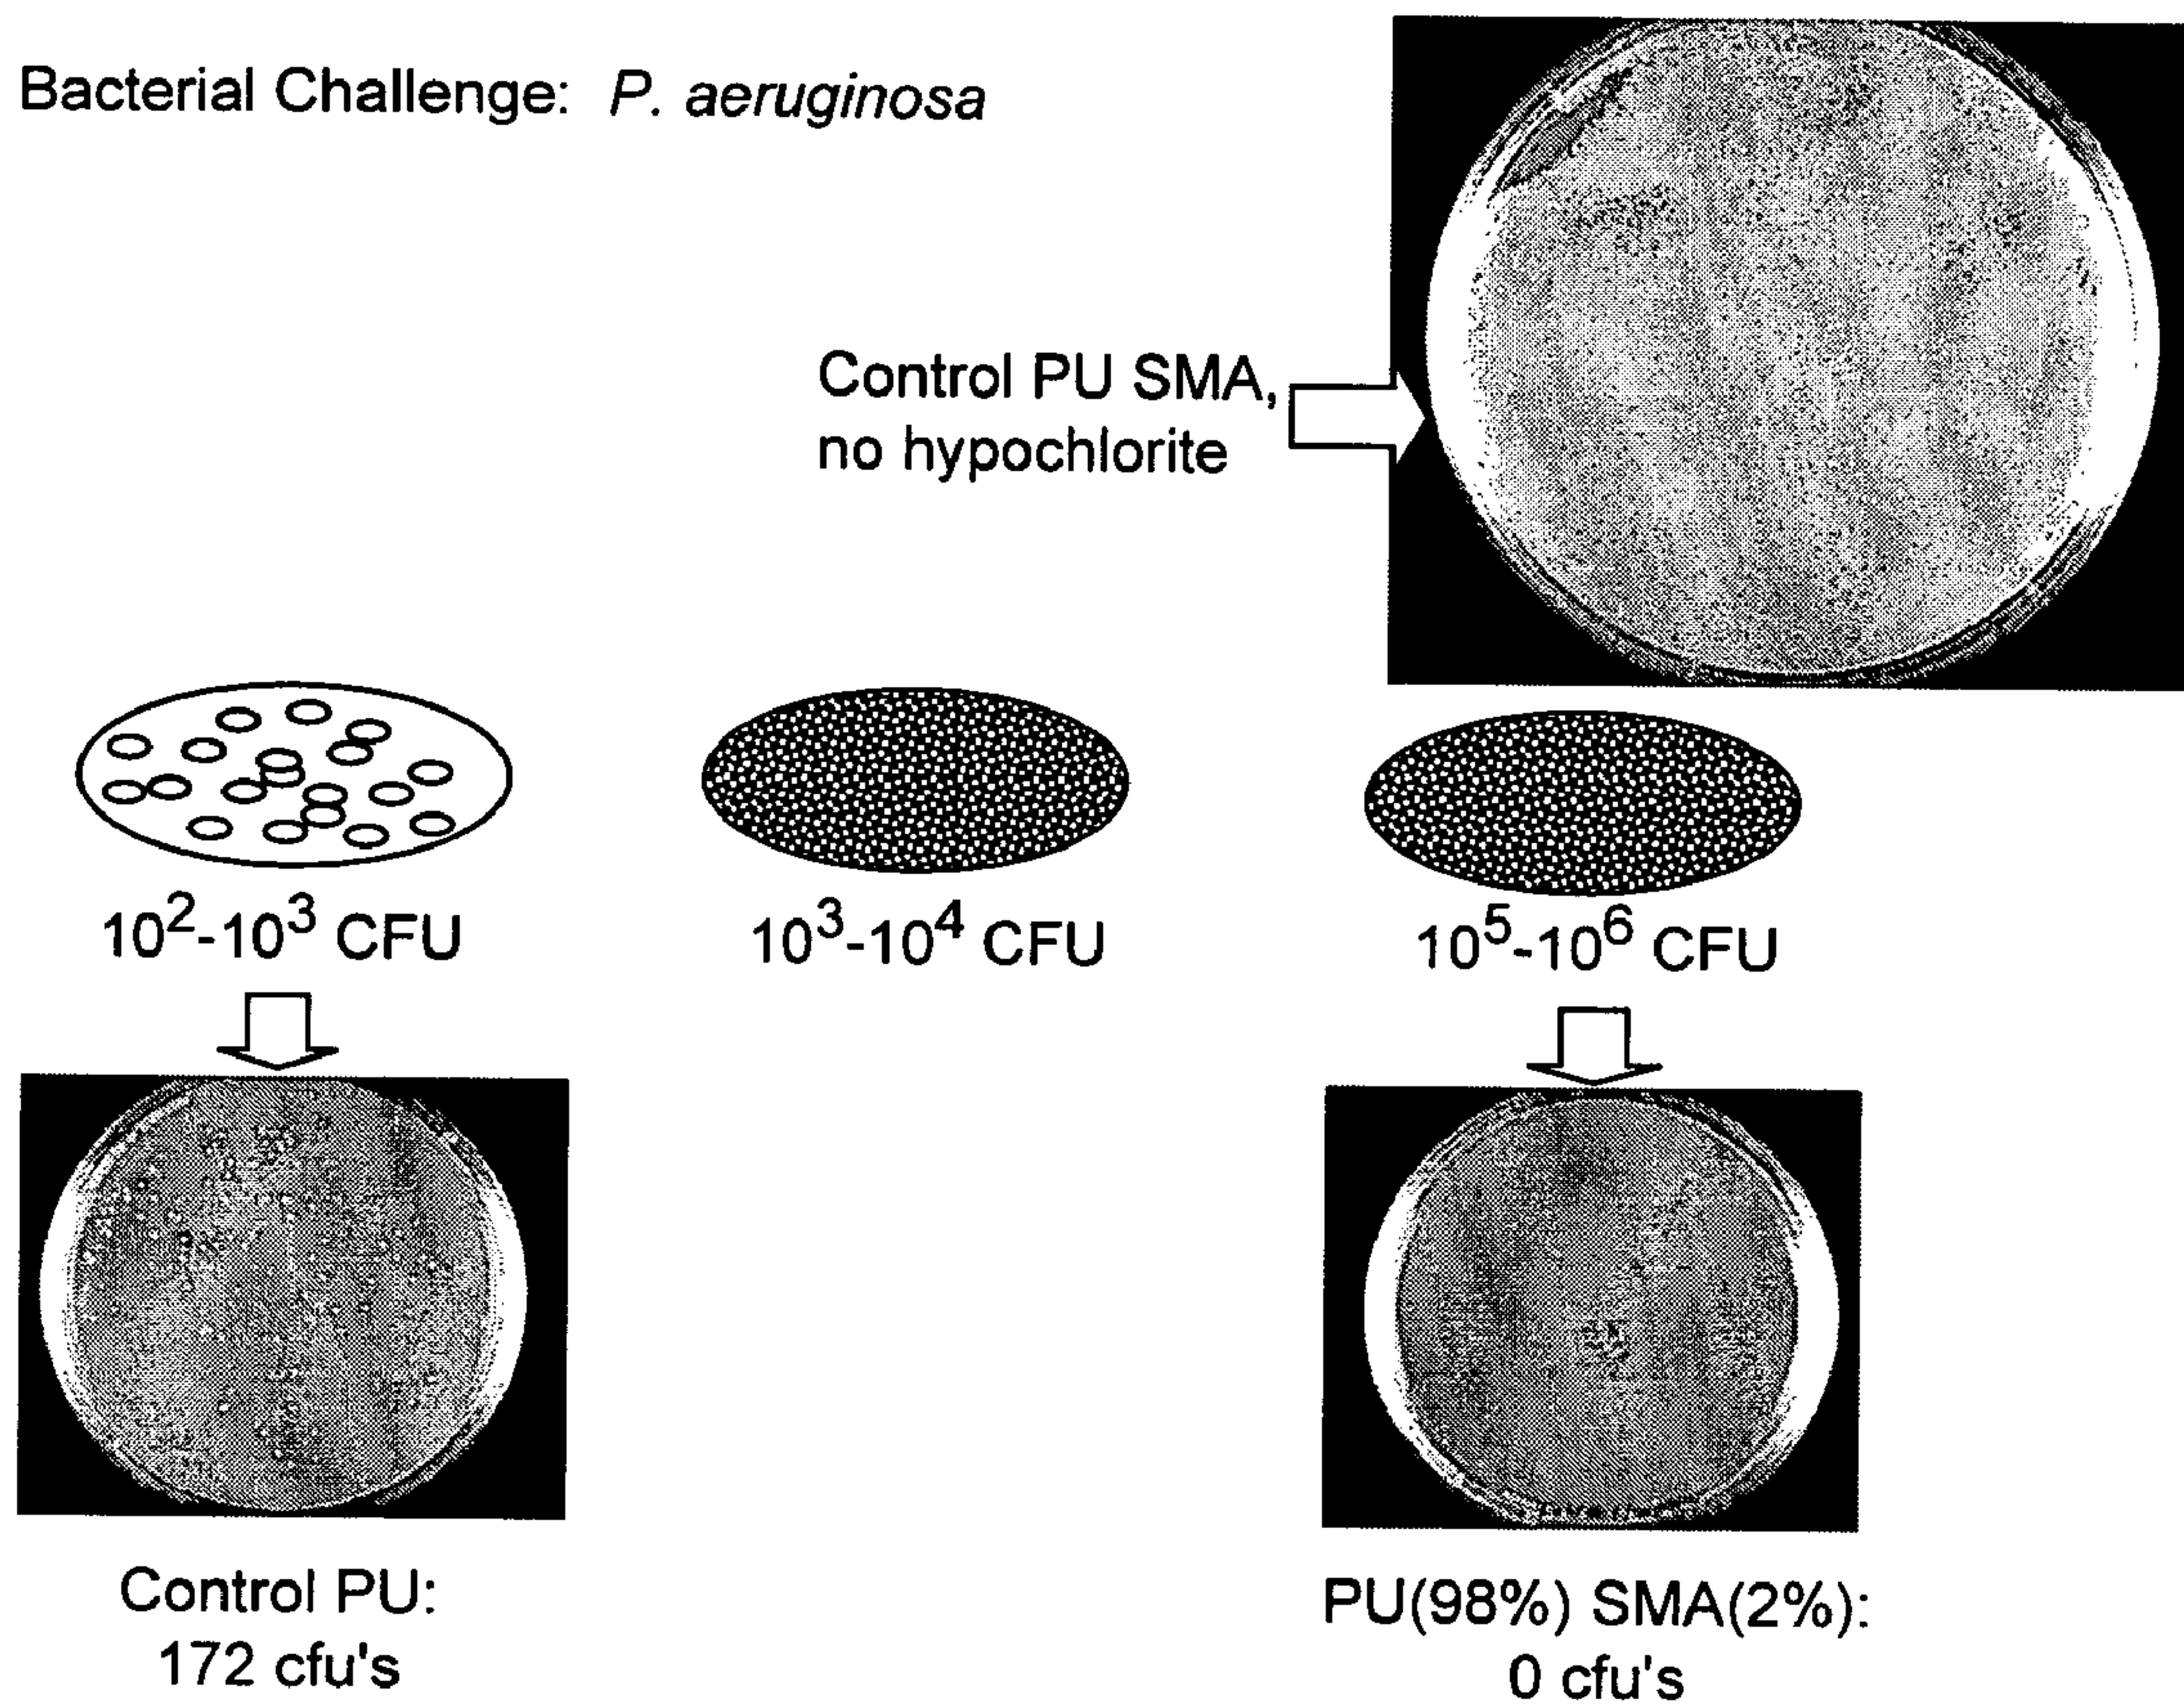 Bacterial Challenge: P. aeruginosa
Control PU SMA,
no hypochlorite
10²-10³ CFU
10³-10⁴ CFU
10⁵-10⁶ CFU
Control PU:
172 cfu's
PU(98%) SMA(2%):
0 cfu's